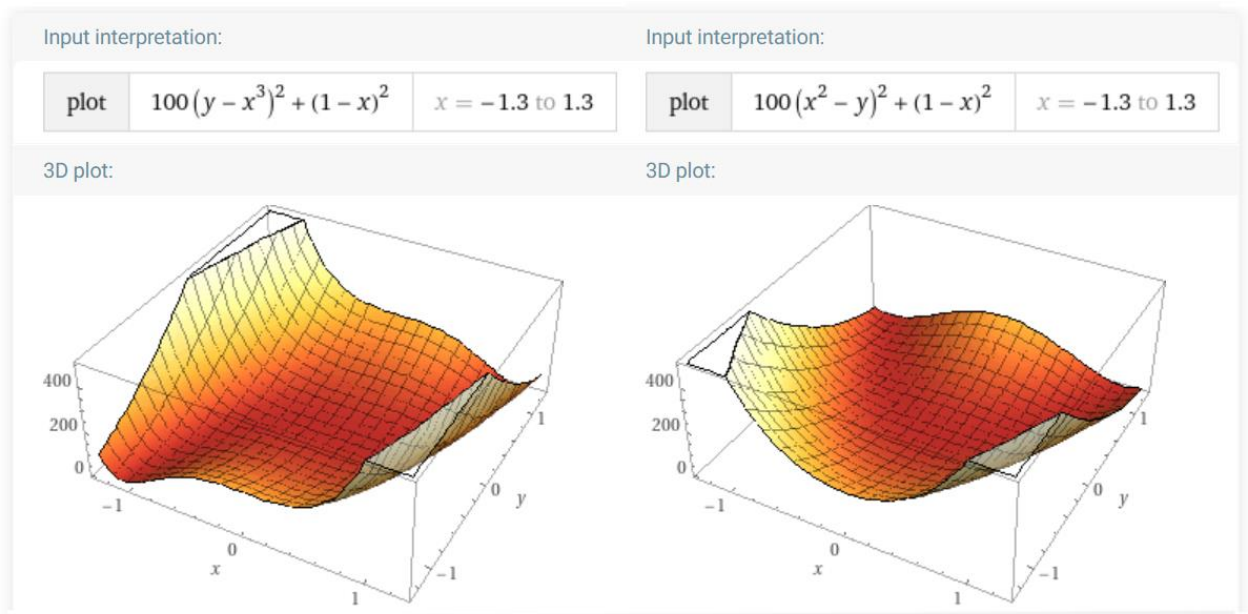 Input interpretation:
plot 100(y − x³)² + (1 − x)² x = −1.3 to 1.3
3D plot:
400
200
0
−1
0
x
1
−1
0
y
1
Input interpretation:
plot 100(x² − y)² + (1 − x)² x = −1.3 to 1.3
3D plot:
400
200
0
−1
0
x
1
−1
0
y
1